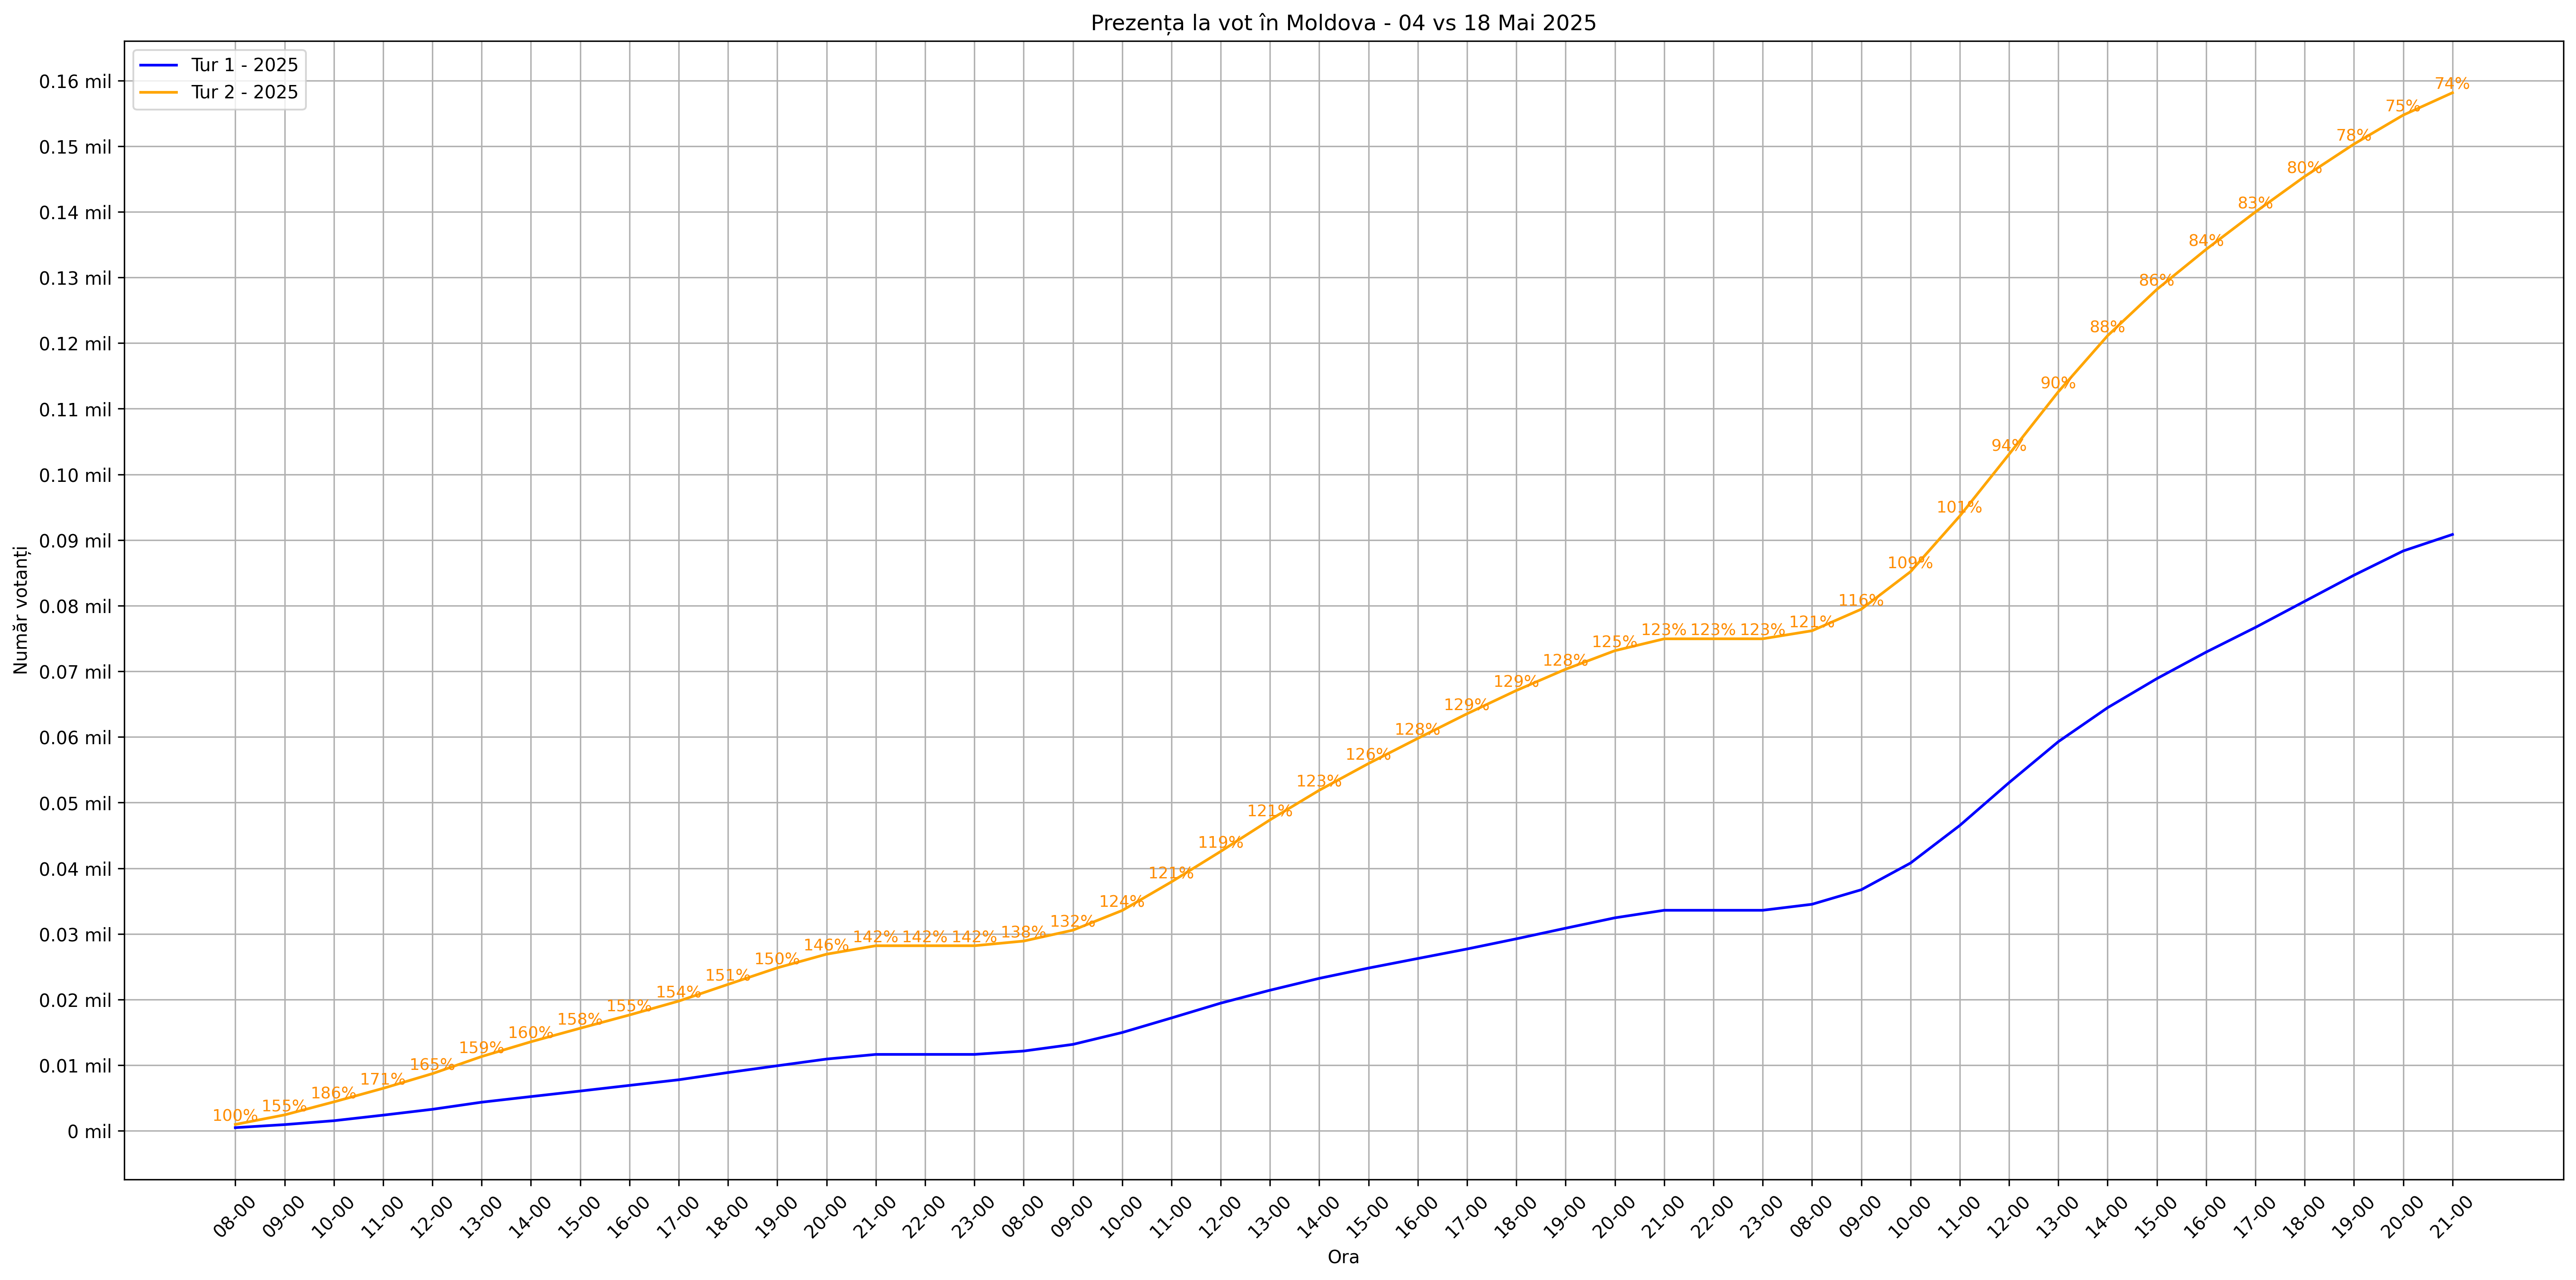 Prezența la vot în Moldova - 04 vs 18 Mai 2025
Tur 1 - 2025
Tur 2 - 2025
Număr votanți
0.16 mil
0.15 mil
0.14 mil
0.13 mil
0.12 mil
0.11 mil
0.10 mil
0.09 mil
0.08 mil
0.07 mil
0.06 mil
0.05 mil
0.04 mil
0.03 mil
0.02 mil
0.01 mil
0 mil
100% 155% 186% 171% 165% 159% 160% 158% 155% 154% 151% 150% 146% 142% 142% 142% 138% 132% 124% 121% 119% 121% 123% 126% 128% 129% 129% 128% 125% 123% 123% 123% 121% 116% 109% 101% 94% 90% 88% 86% 84% 83% 80% 78% 75% 74%
08-00 09-00 10-00 11-00 12-00 13-00 14-00 15-00 16-00 17-00 18-00 19-00 20-00 21-00 22-00 23-00 08-00 09-00 10-00 11-00 12-00 13-00 14-00 15-00 16-00 17-00 18-00 19-00 20-00 21-00 22-00 23-00 08-00 09-00 10-00 11-00 12-00 13-00 14-00 15-00 16-00 17-00 18-00 19-00 20-00 21-00
Ora